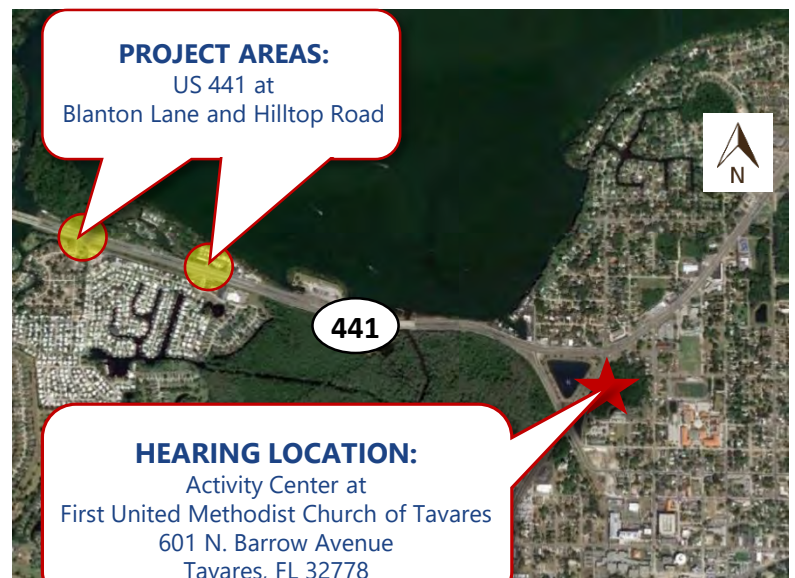 PROJECT AREAS:
US 441 at
Blanton Lane and Hilltop Road
N
441
HEARING LOCATION:
Activity Center at
First United Methodist Church of Tavares
601 N. Barrow Avenue
Tavares, FL 32778